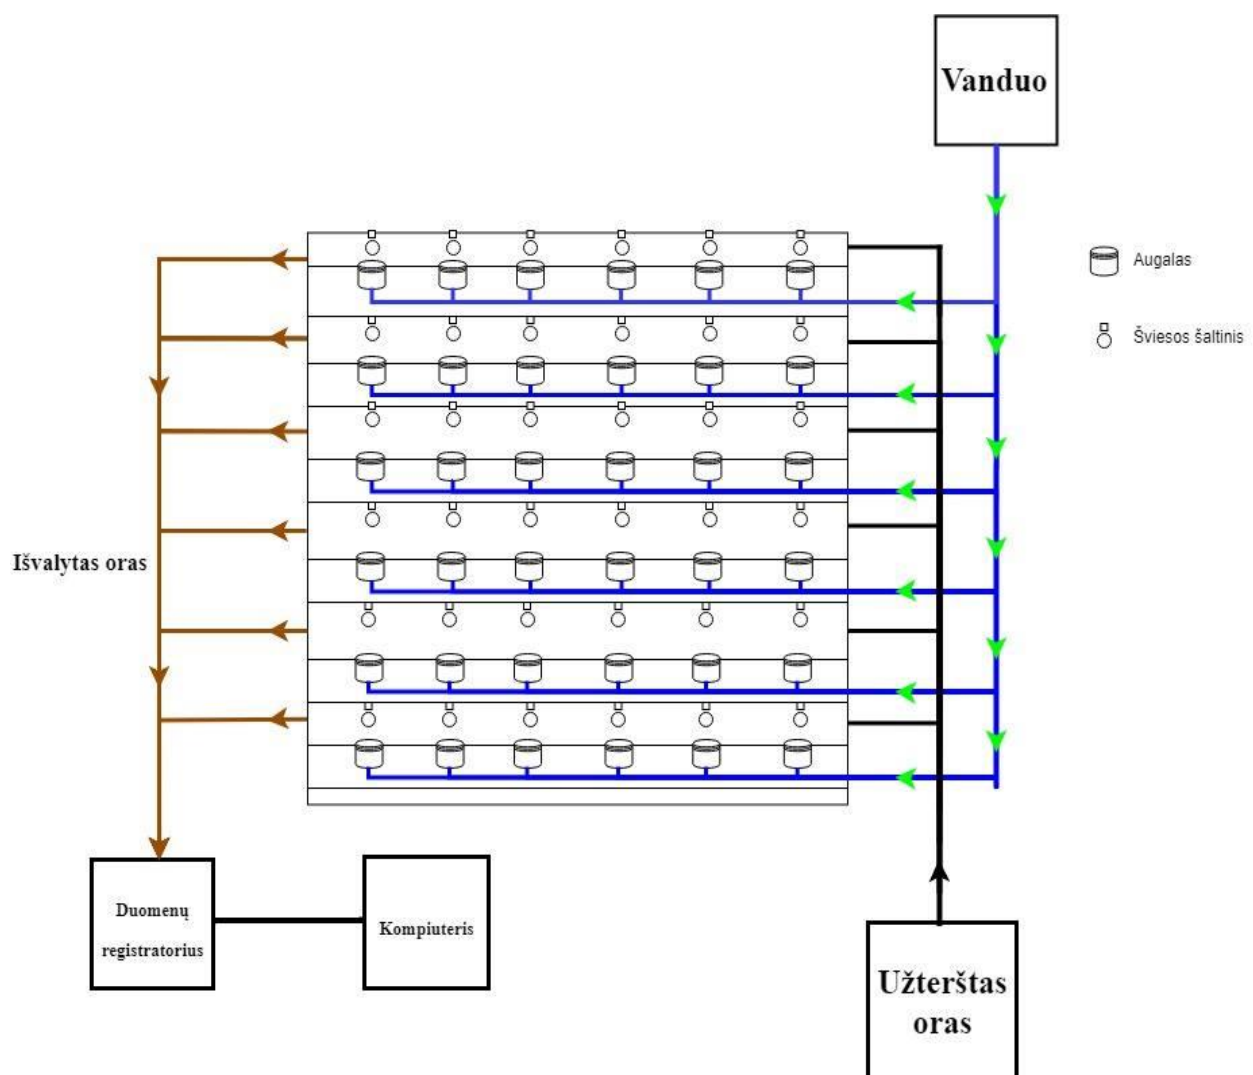 Vanduo
Augalas
Šviesos šaltinis
Išvalytas oras
Duomenų
registratorius
Kompiuteris
Užterštas
oras